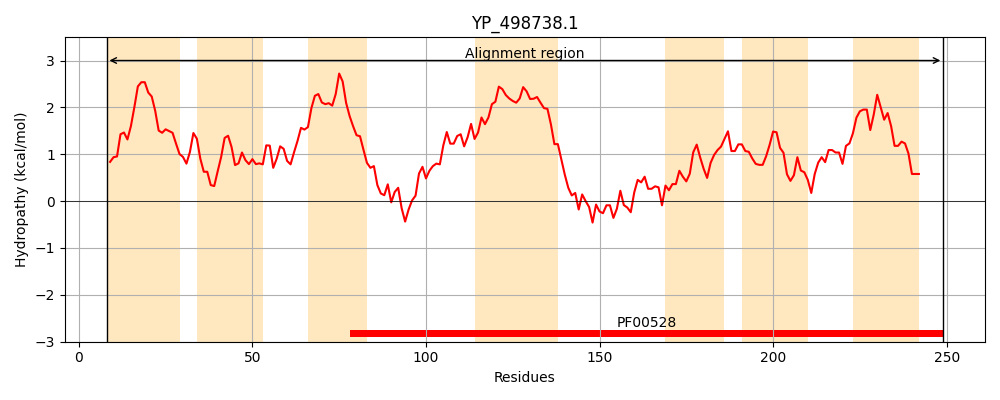 YP_498738.1
Alignment region
3
2
1
0
−1
−2
−3
Hydropathy (kcal/mol)
PF00528
0
50
100
150
200
250
Residues